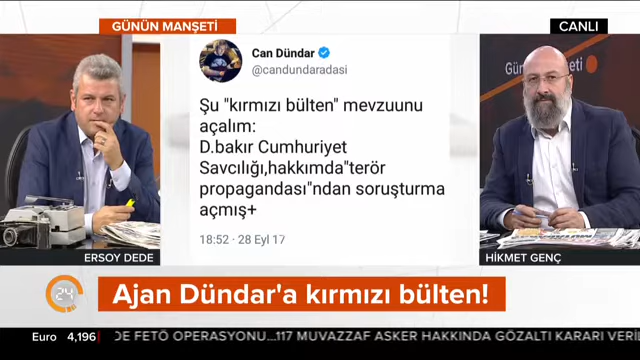 GÜNÜN MANŞETİ
CANLI
Can Dündar
@candundaradasi
Şu "kırmızı bülten" mevzuunu
açalım:
D.bakır Cumhuriyet
Savcılığı,hakkımda"terör
propagandası"ndan soruşturma
açmış+
18:52 · 28 Eyl 17
ERSOY DEDE
HİKMET GENÇ
24
Ajan Dündar'a kırmızı bülten!
Euro 4,196 DE FETÖ OPERASYONU...117 MUVAZZAF ASKER HAKKINDA GÖZALTI KARARI VERİ